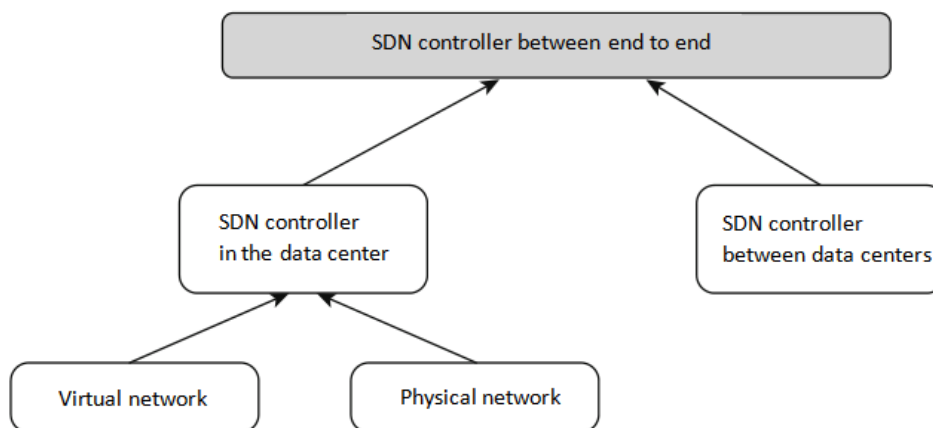 SDN controller between end to end
SDN controller
in the data center
SDN controller
between data centers
Virtual network
Physical network